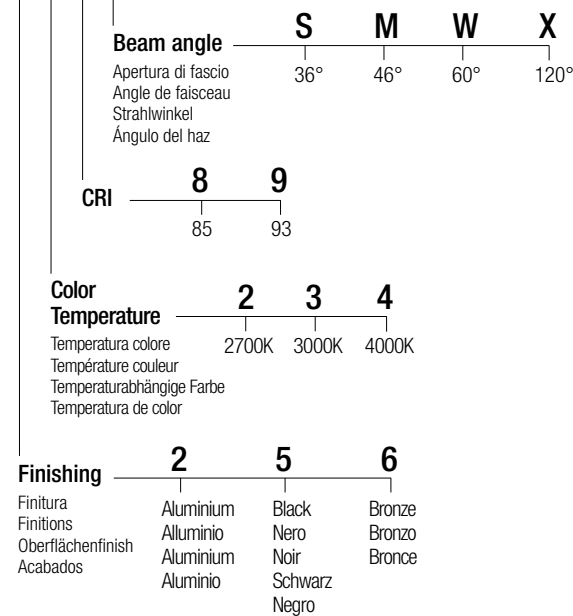 S M W X
Beam angle
36° 46° 60° 120°
Apertura di fascio
Angle de faisceau
Strahlwinkel
Ángulo del haz
8 9
CRI
85 93
Color
Temperature
2 3 4
2700K 3000K 4000K
Temperatura colore
Température couleur
Temperaturabhängige Farbe
Temperatura de color
2 5 6
Finishing
Finitura
Finitions
Oberflächenfinish
Acabados
Aluminium Black Bronze
Alluminio Nero Bronzo
Aluminium Noir Bronce
Aluminio Schwarz
Negro